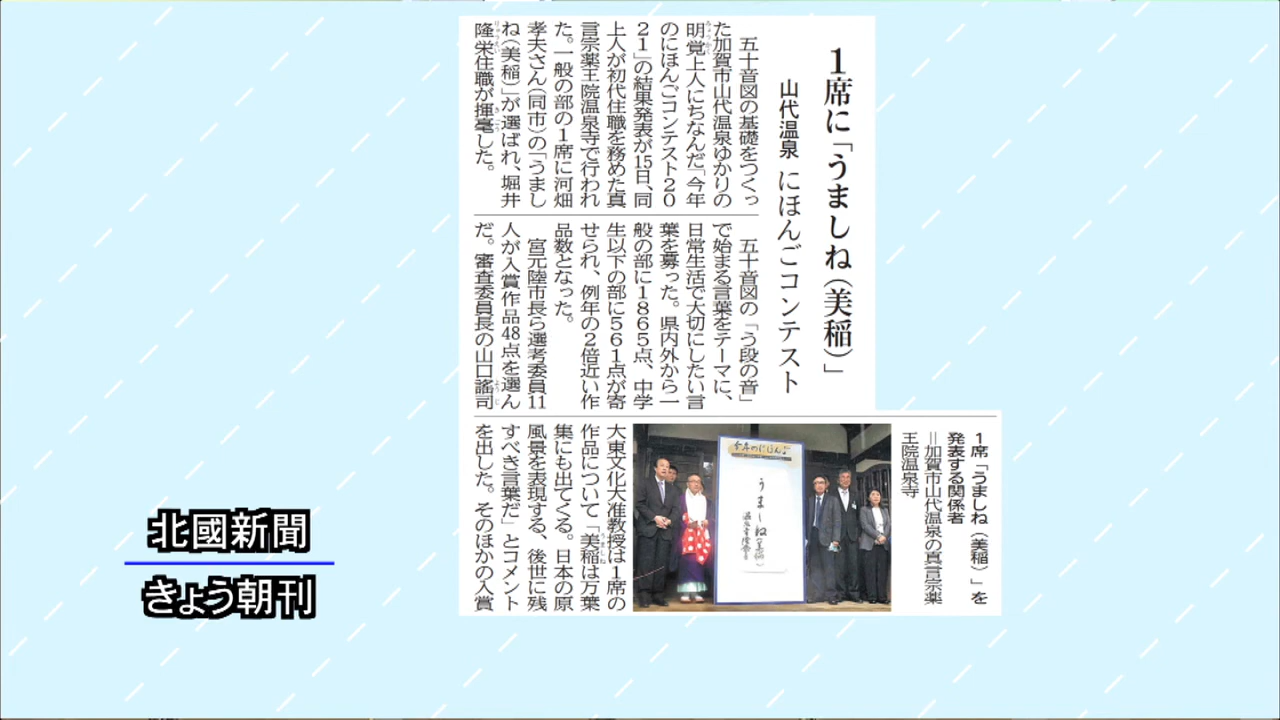 1席に「うましね(美稲)」
山代温泉 にほんごコンテスト
五十音図の基礎をつくっ
た加賀市山代温泉ゆかりの
明覚上人にちなんだ「今年
のにほんごコンテスト20
21」の結果発表が15日、同
上人が初代住職を務めた真
言宗薬王院温泉寺で行われ
た。一般の部の1席に河畑
孝夫さん(同市)の「うまし
ね(美稲)」が選ばれ、堀井
隆栄住職が揮毫した。
五十音図の「う段の音」
で始まる言葉をテーマに、
日常生活で大切にしたい言
葉を募った。県内外から一
般の部に1865点、中学
生以下の部に561点が寄
せられ、例年の2倍近い作
品数となった。
宮元陸市長ら選考委員11
人が入賞作品48点を選ん
だ。審査委員長の山口謠司
大東文化大准教授は1席の
作品について「美稲は万葉
集にも出てくる。日本の原
風景を表現する、後世に残
すべき言葉だ」とコメント
を出した。そのほかの入賞
1席「うましね(美稲)」を
発表する関係者
=加賀市山代温泉の真言宗薬
王院温泉寺
今年のにほんご
うましね(美稲)
北國新聞
きょう朝刊